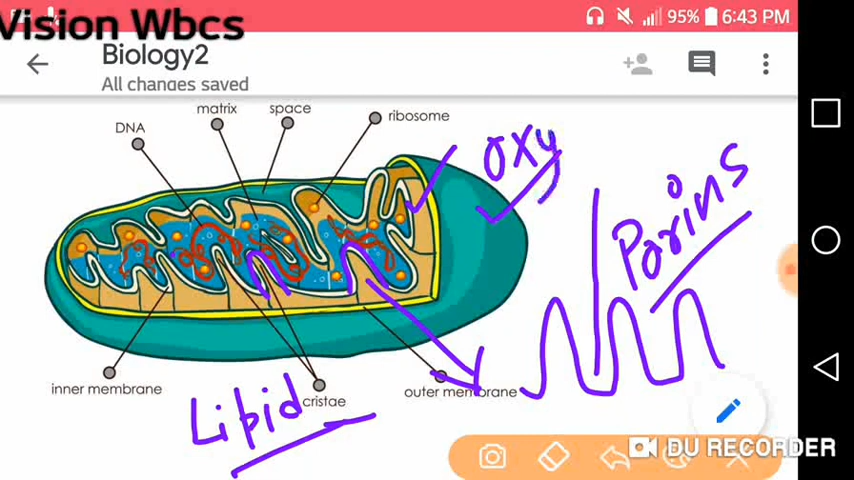 Vision Wbcs
95% 6:43 PM
Biology2
All changes saved
matrix
space
ribosome
DNA
oxy
Porins
inner membrane
cristae
outer membrane
Lipid
DU RECORDER